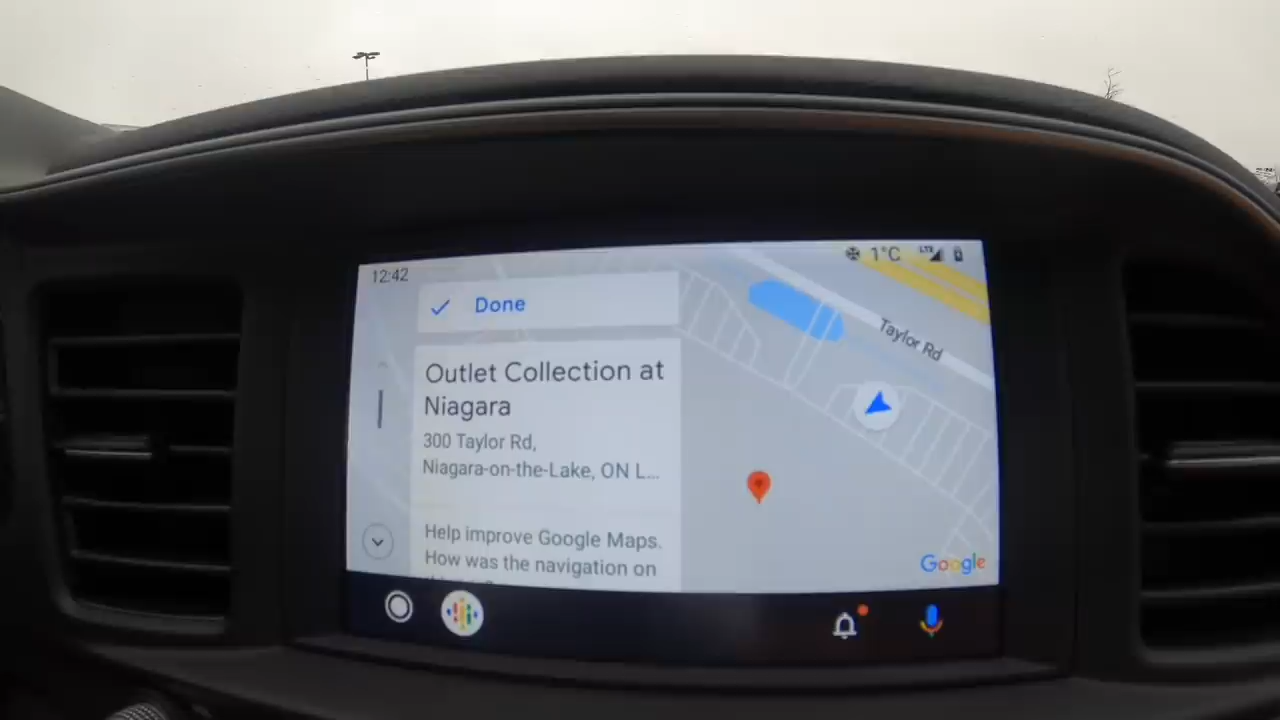 12:42
1°C LTE
Done
Taylor Rd
Outlet Collection at
Niagara
300 Taylor Rd,
Niagara-on-the-Lake, ON L...
Help improve Google Maps.
How was the navigation on
Google